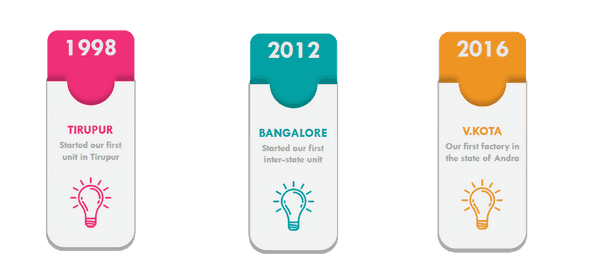 1998
TIRUPUR
Started our first
unit in Tirupur
2012
BANGALORE
Started our first
inter-state unit
2016
V.KOTA
Our first factory in
the state of Andra